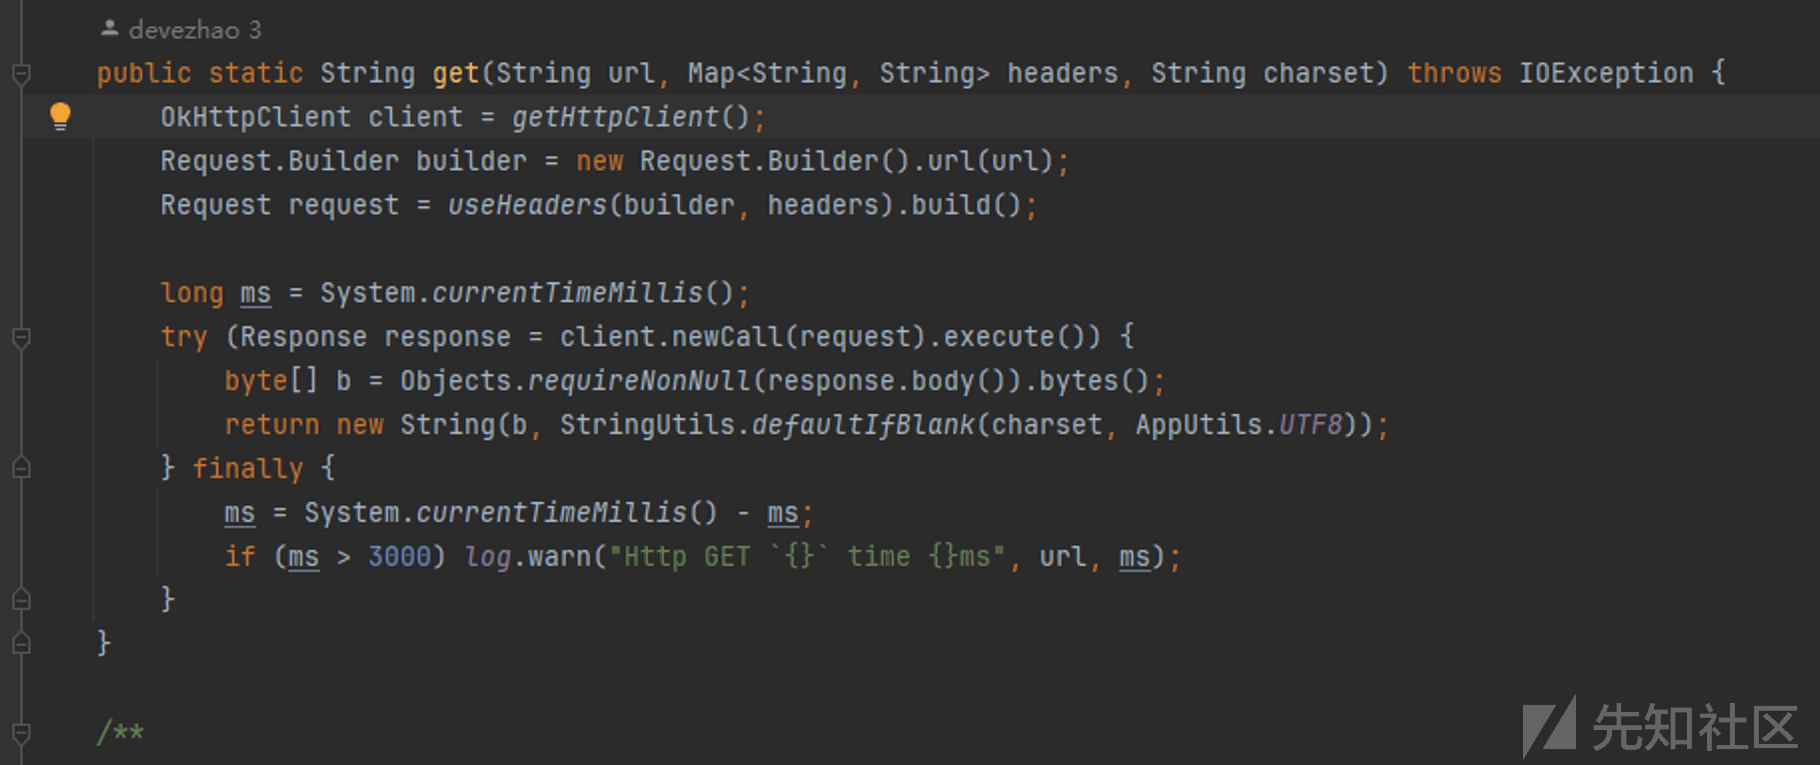 devezhao 3
public static String get(String url, Map<String, String> headers, String charset) throws IOException {
    OkHttpClient client = getHttpClient();
    Request.Builder builder = new Request.Builder().url(url);
    Request request = useHeaders(builder, headers).build();

    long ms = System.currentTimeMillis();
    try (Response response = client.newCall(request).execute()) {
        byte[] b = Objects.requireNonNull(response.body()).bytes();
        return new String(b, StringUtils.defaultIfBlank(charset, AppUtils.UTF8));
    } finally {
        ms = System.currentTimeMillis() - ms;
        if (ms > 3000) log.warn("Http GET `{}` time {}ms", url, ms);
    }
}

/**
先知社区